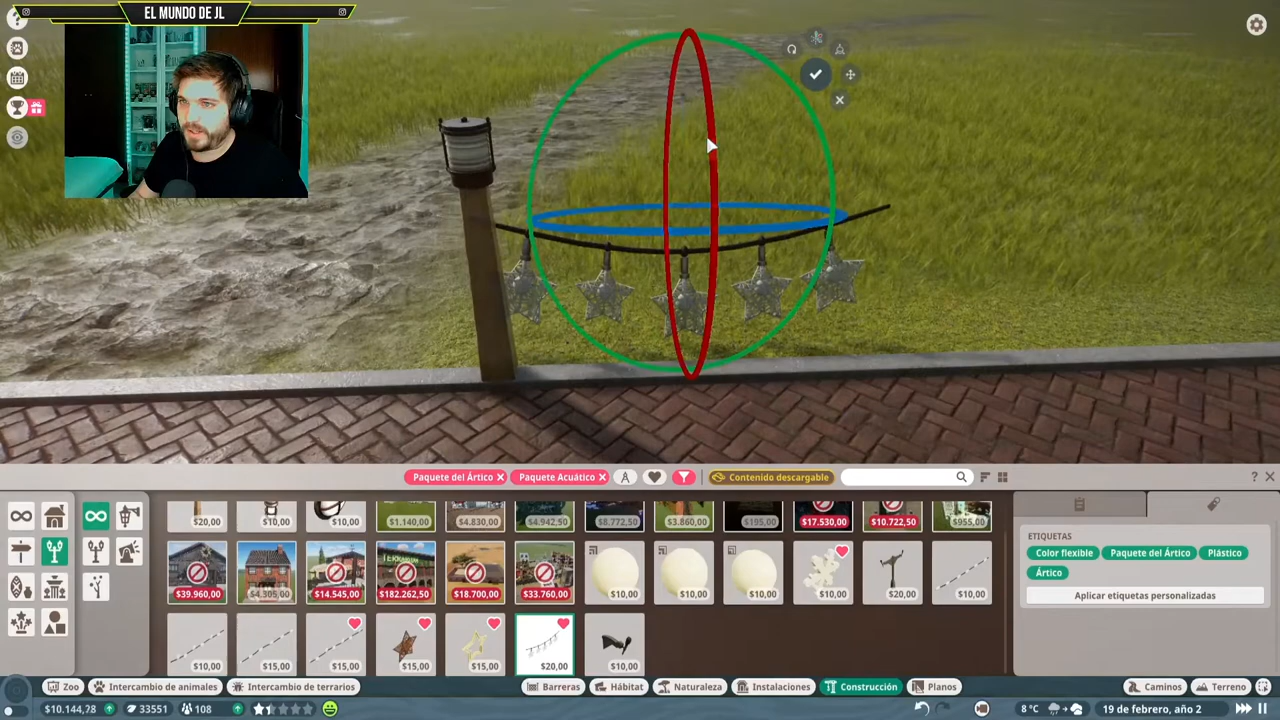 EL MUNDO DE JL
Paquete del Ártico ✕ Paquete Acuático ✕ Contenido descargable
$20,00 $10,00 $10,00 $1.140,00 $4.830,00 $4.942,50 $8.772,50 $3.860,00 $195,00 $17.530,00 $10.722,50 $955,00
$39.960,00 $4.305,00 $14.545,00 $182.262,50 $18.700,00 $33.760,00 $10,00 $10,00 $10,00 $10,00 $20,00 $10,00
$10,00 $15,00 $15,00 $15,00 $15,00 $20,00 $10,00
ETIQUETAS
Color flexible Paquete del Ártico Plástico
Ártico
Aplicar etiquetas personalizadas
Zoo Intercambio de animales Intercambio de terrarios Barreras Hábitat Naturaleza Instalaciones Construcción Planos Caminos Terreno
$10.144,78 33551 108 8 °C 19 de febrero, año 2